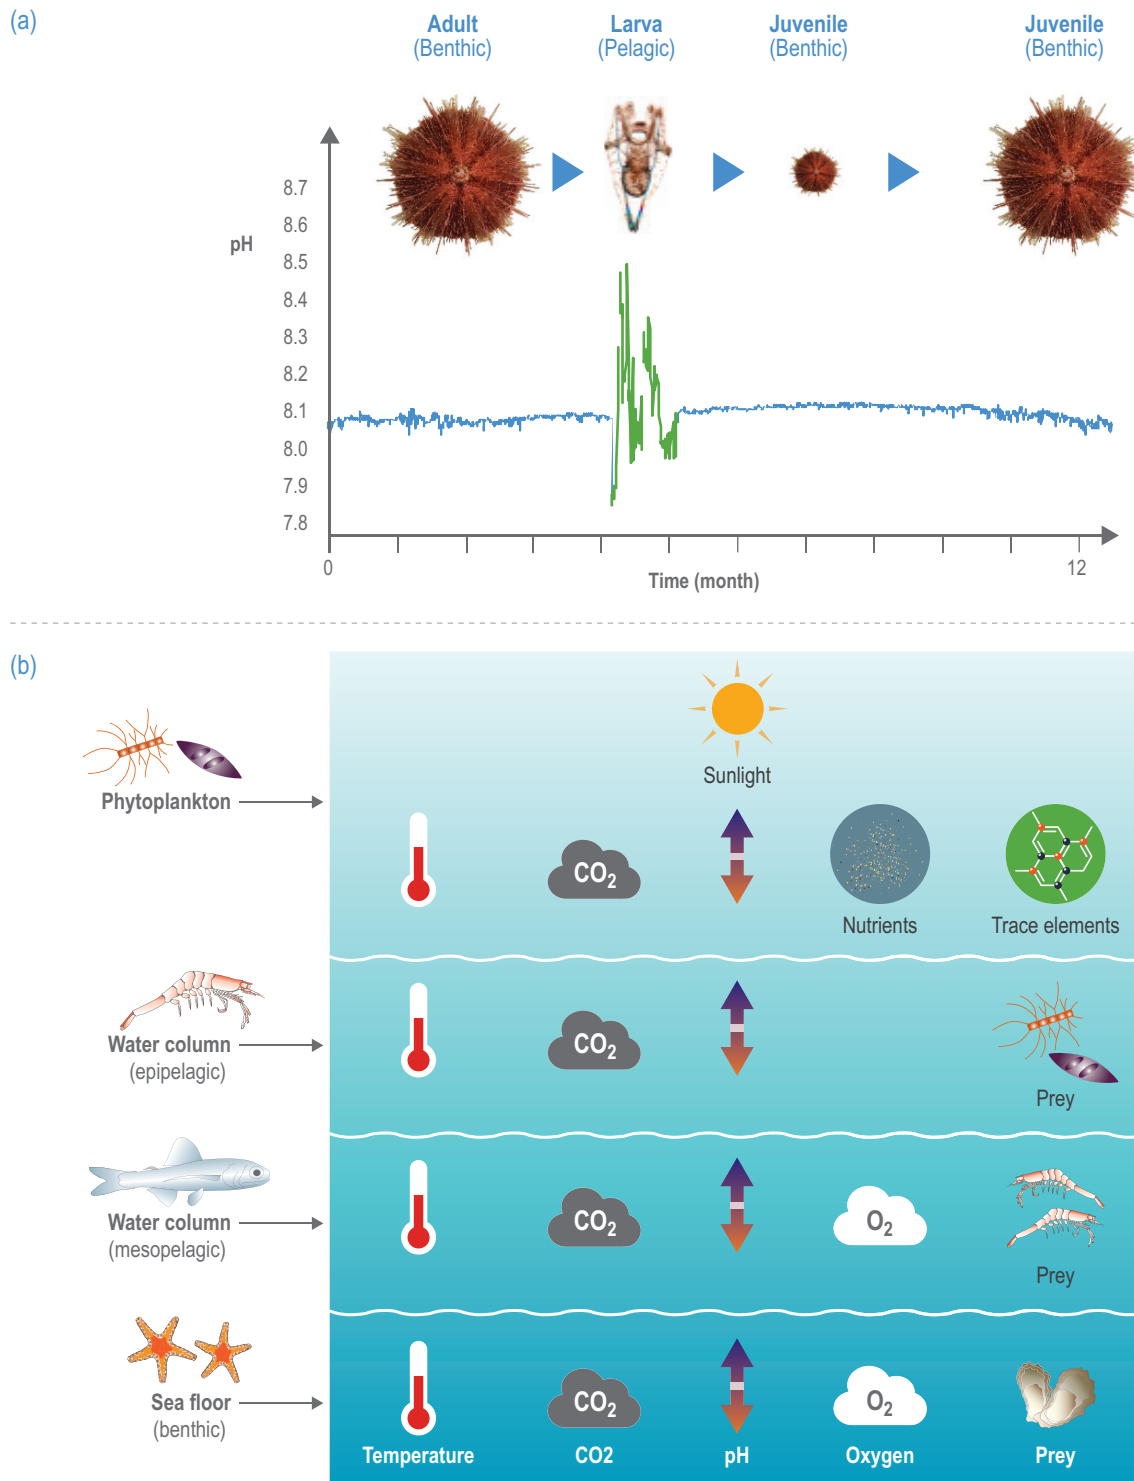 (a)
Adult
(Benthic)
Larva
(Pelagic)
Juvenile
(Benthic)
Juvenile
(Benthic)
pH
8.7
8.6
8.5
8.4
8.3
8.2
8.1
8.0
7.9
7.8
0
12
Time (month)
(b)
Sunlight
Phytoplankton
CO2
Nutrients
Trace elements
Water column
(epipelagic)
CO2
Prey
Water column
(mesopelagic)
CO2
O2
Prey
Sea floor
(benthic)
CO2
O2
Temperature
CO2
pH
Oxygen
Prey